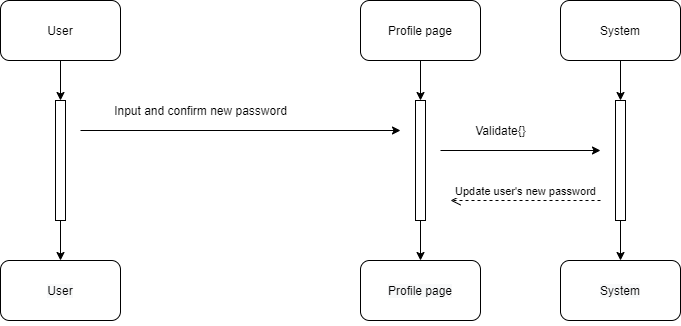 User
Profile page
System
Input and confirm new password
Validate{}
Update user's new password
User
Profile page
System